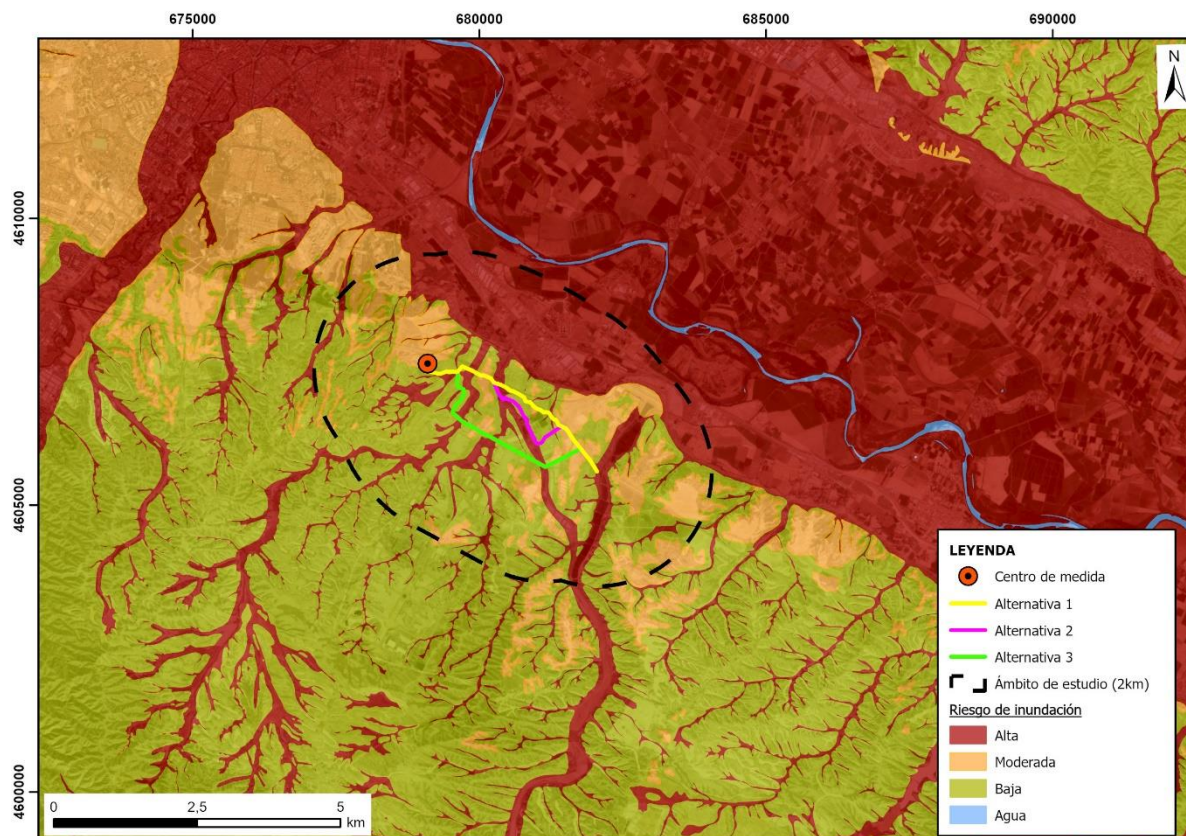 675000 680000 685000 690000
N
4610000
4605000
4600000
LEYENDA
Centro de medida
Alternativa 1
Alternativa 2
Alternativa 3
Ámbito de estudio (2km)
Riesgo de inundación
Alta
Moderada
Baja
Agua
0 2,5 5
km